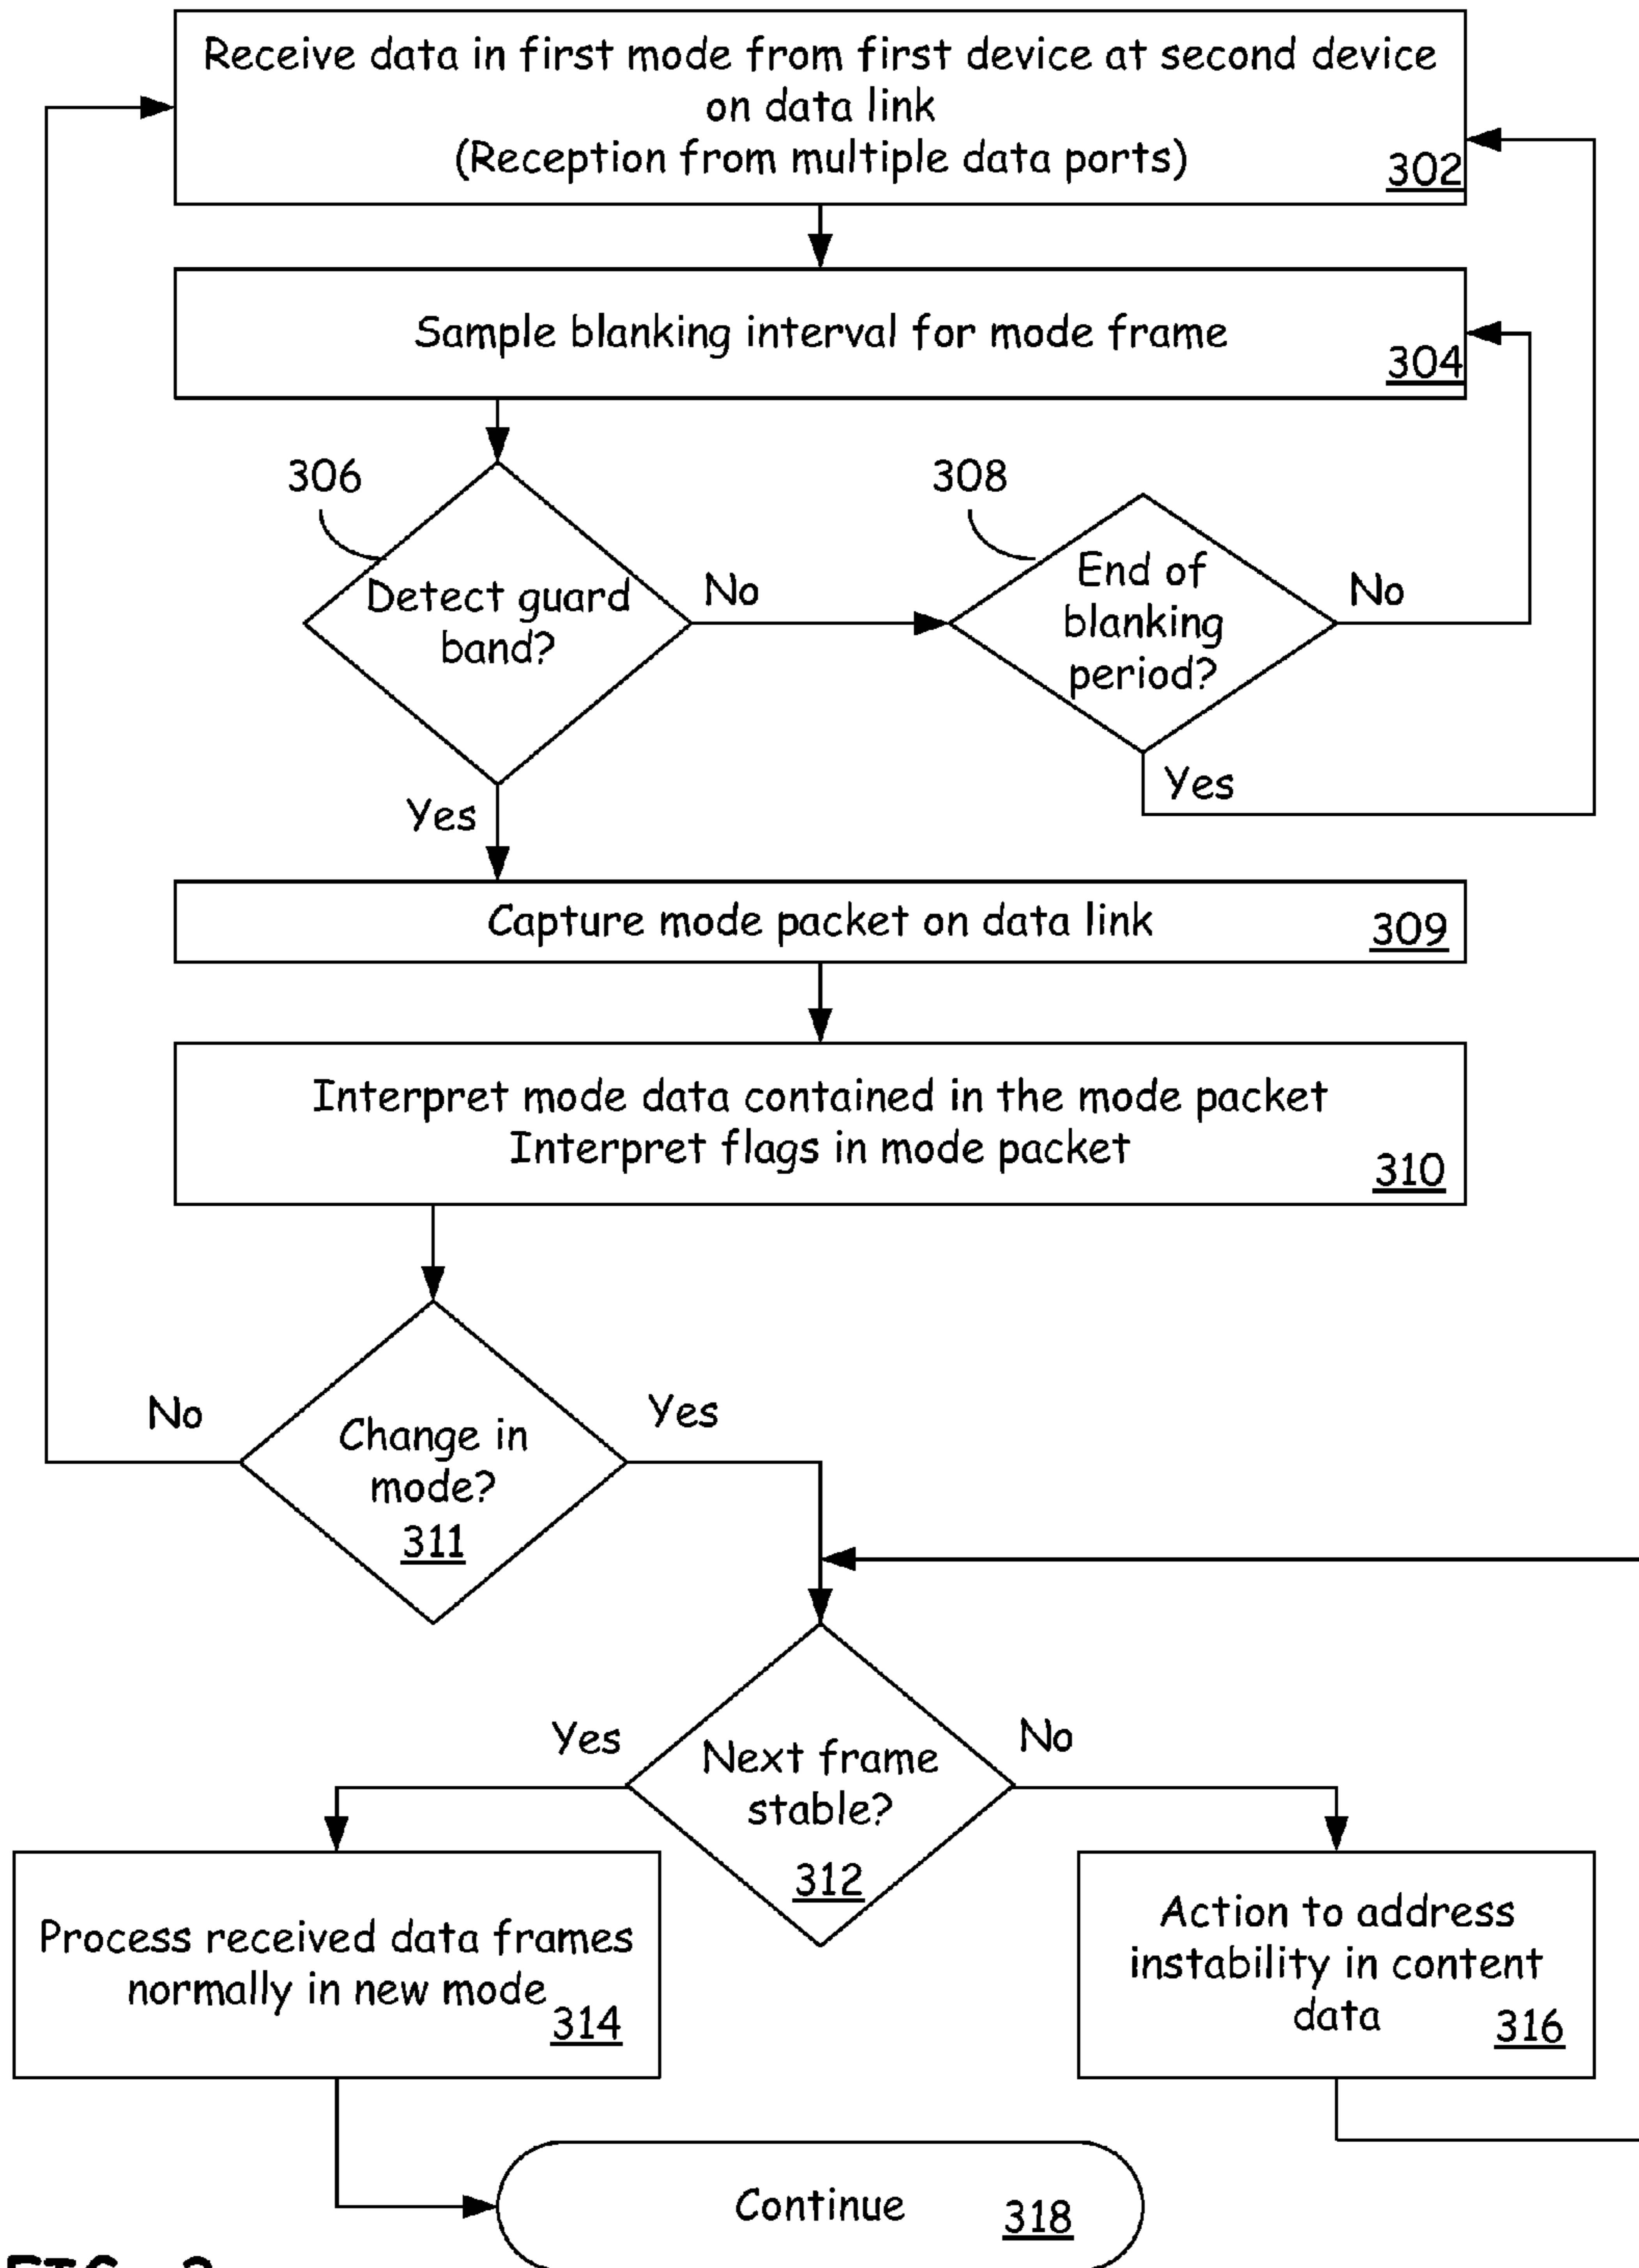 Receive data in first mode from first device at second device
on data link
(Reception from multiple data ports)
302
Sample blanking interval for mode frame
304
306
Detect guard
band?
No
308
End of
blanking
period?
No
Yes
Yes
Capture mode packet on data link
309
Interpret mode data contained in the mode packet
Interpret flags in mode packet
310
No
Change in
mode?
311
Yes
Yes
Next frame
stable?
312
No
Process received data frames
normally in new mode
314
Action to address
instability in content
data
316
Continue
318